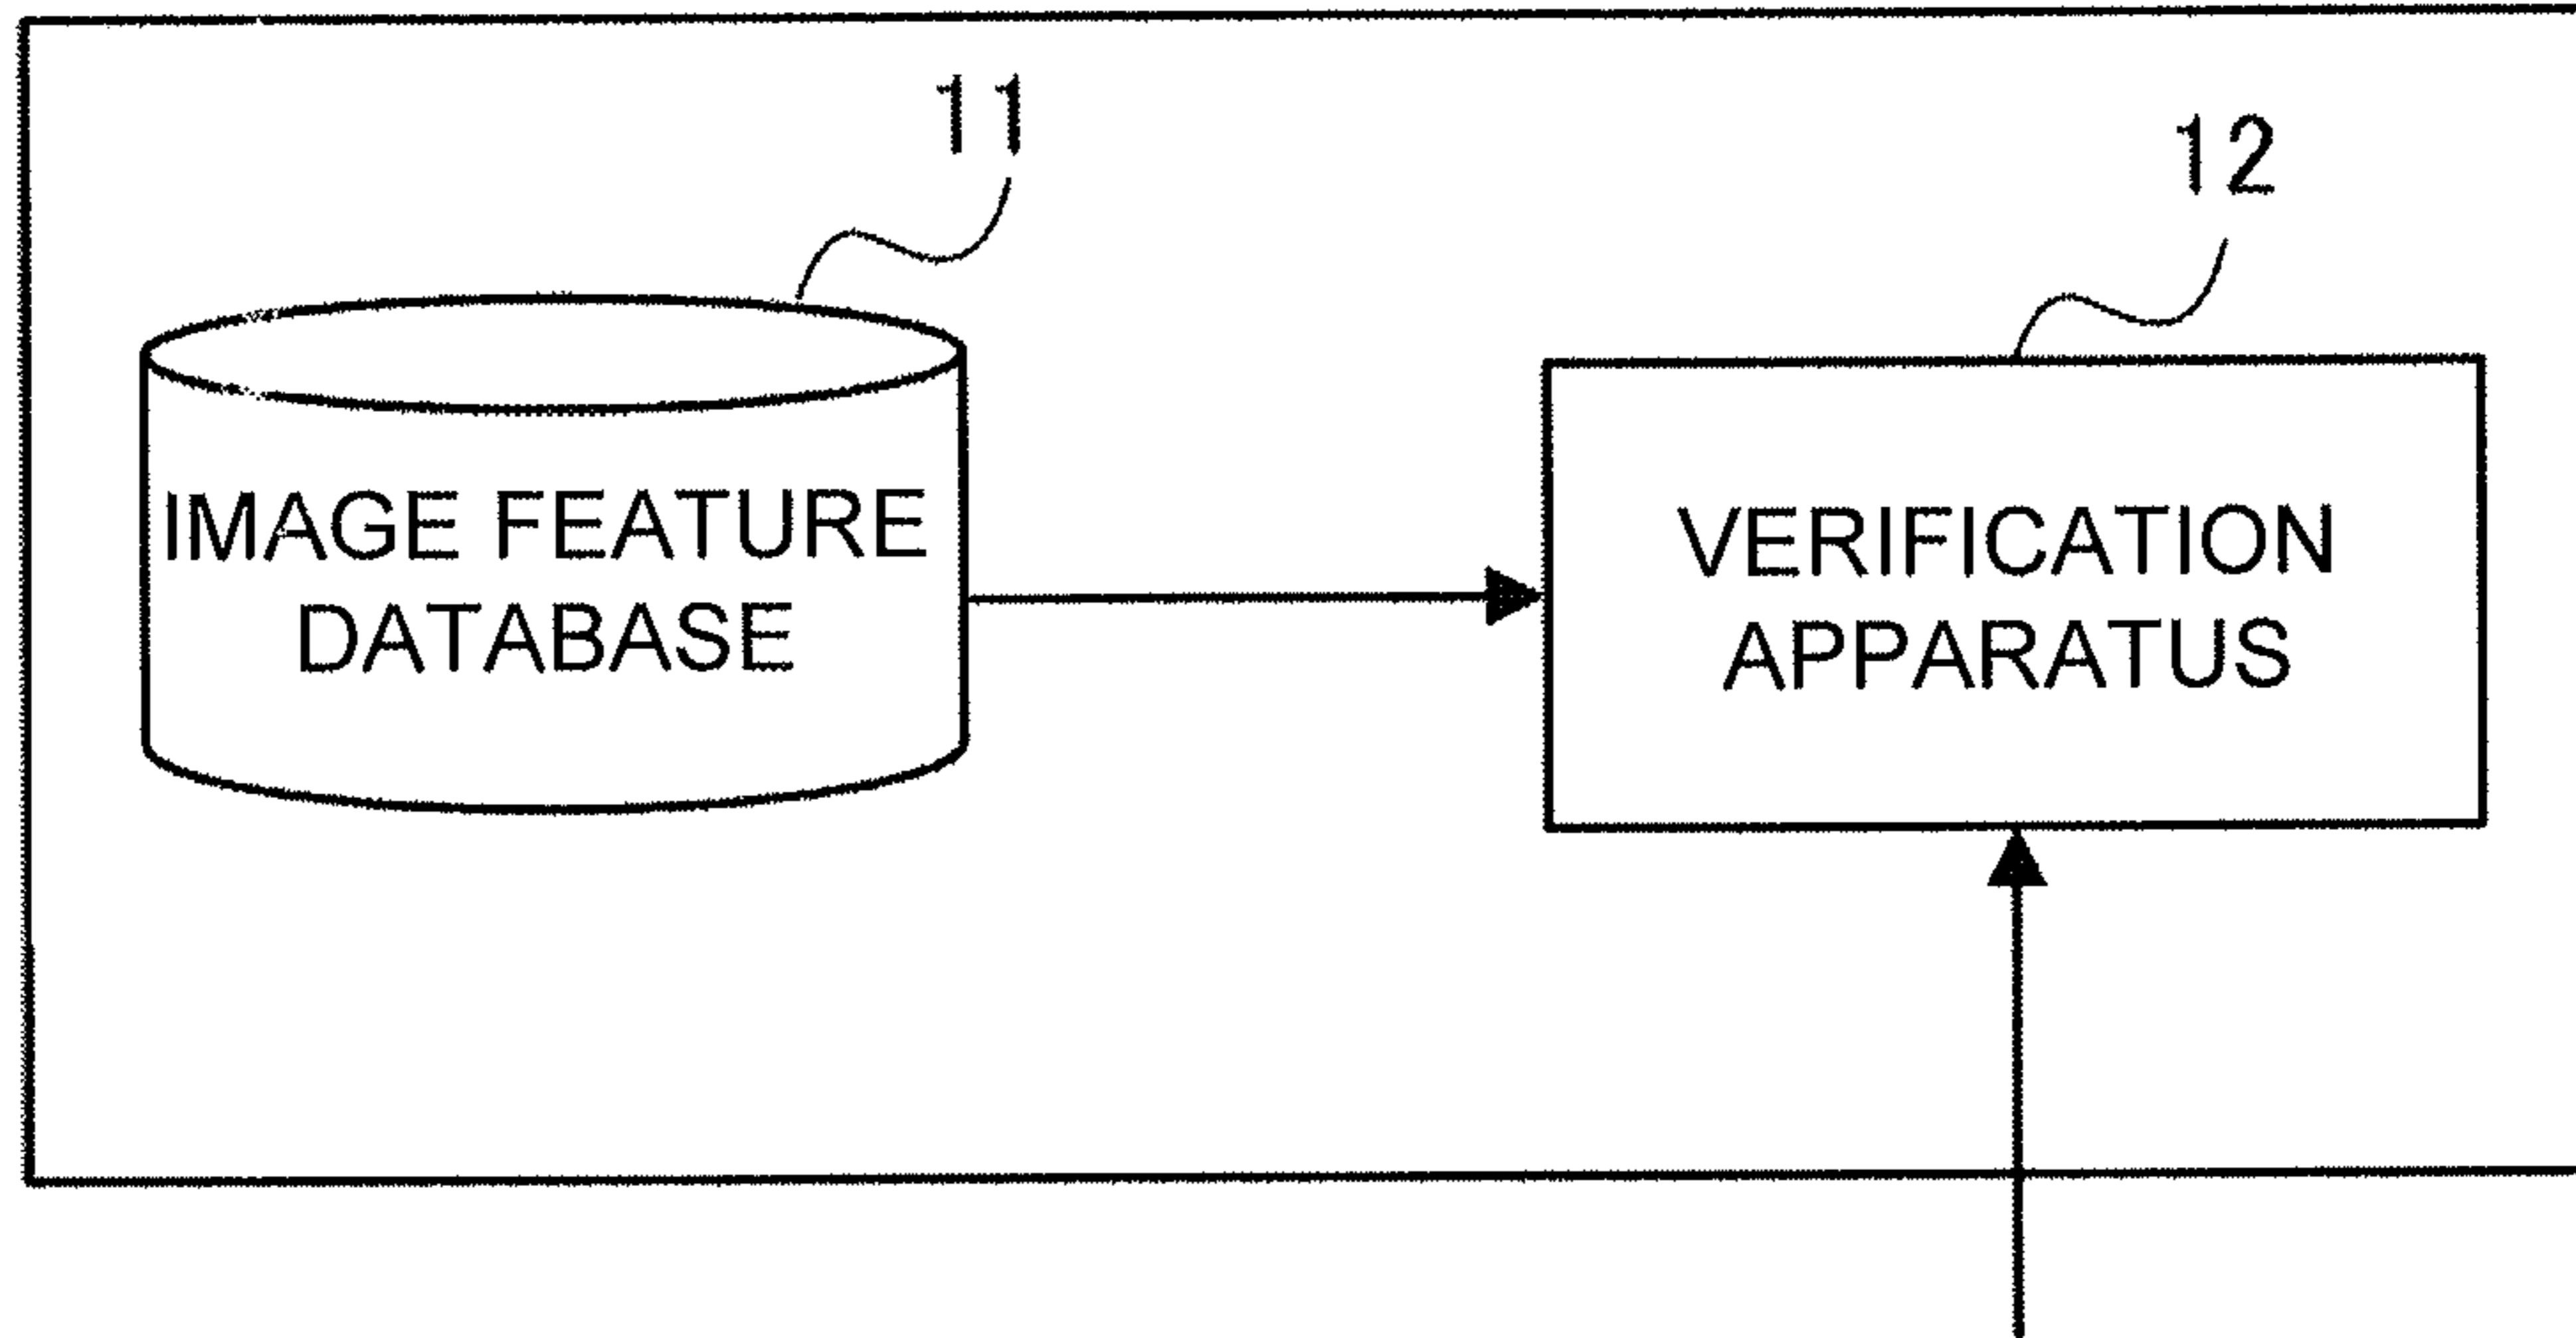 11
12
IMAGE FEATURE
DATABASE
VERIFICATION
APPARATUS